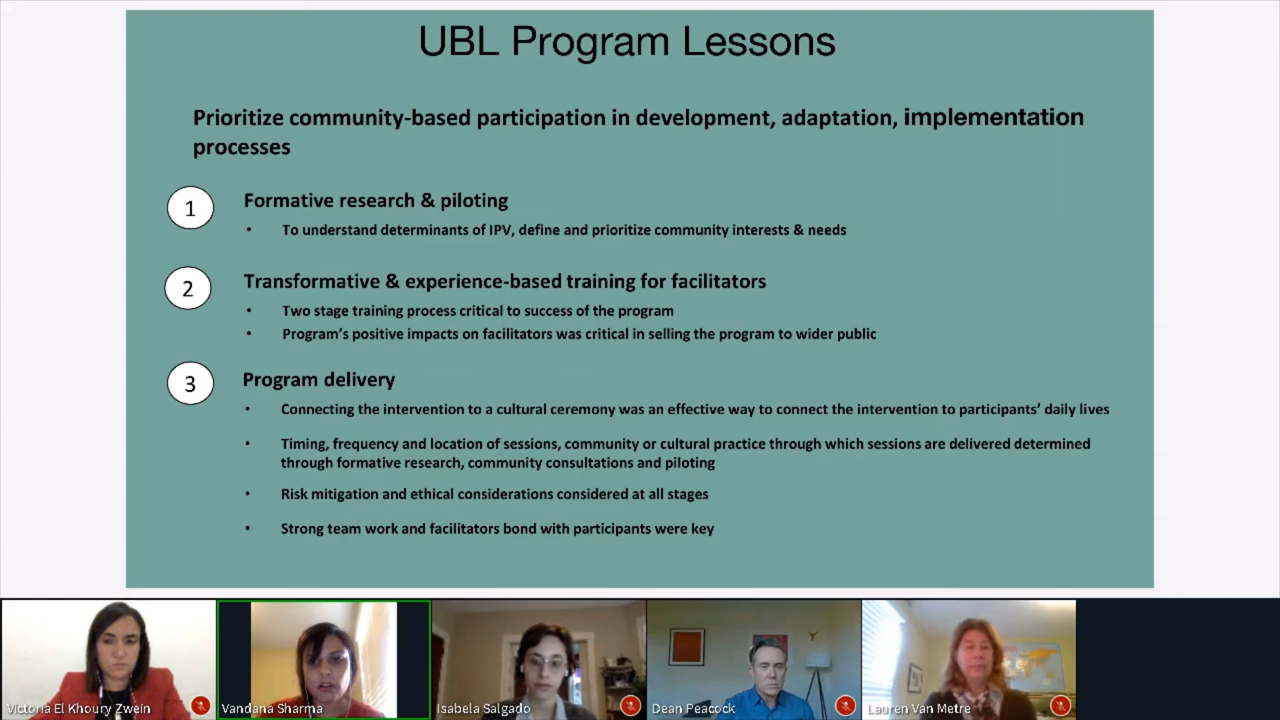 UBL Program Lessons
Prioritize community-based participation in development, adaptation, implementation
processes
1
Formative research & piloting
• To understand determinants of IPV, define and prioritize community interests & needs
2
Transformative & experience-based training for facilitators
• Two stage training process critical to success of the program
• Program's positive impacts on facilitators was critical in selling the program to wider public
3
Program delivery
• Connecting the intervention to a cultural ceremony was an effective way to connect the intervention to participants' daily lives
• Timing, frequency and location of sessions, community or cultural practice through which sessions are delivered determined
through formative research, community consultations and piloting
• Risk mitigation and ethical considerations considered at all stages
• Strong team work and facilitators bond with participants were key
Victoria El Khoury Zwein
Vandana Sharma
Isabela Salgado
Dean Peacock
Lauren Van Metre